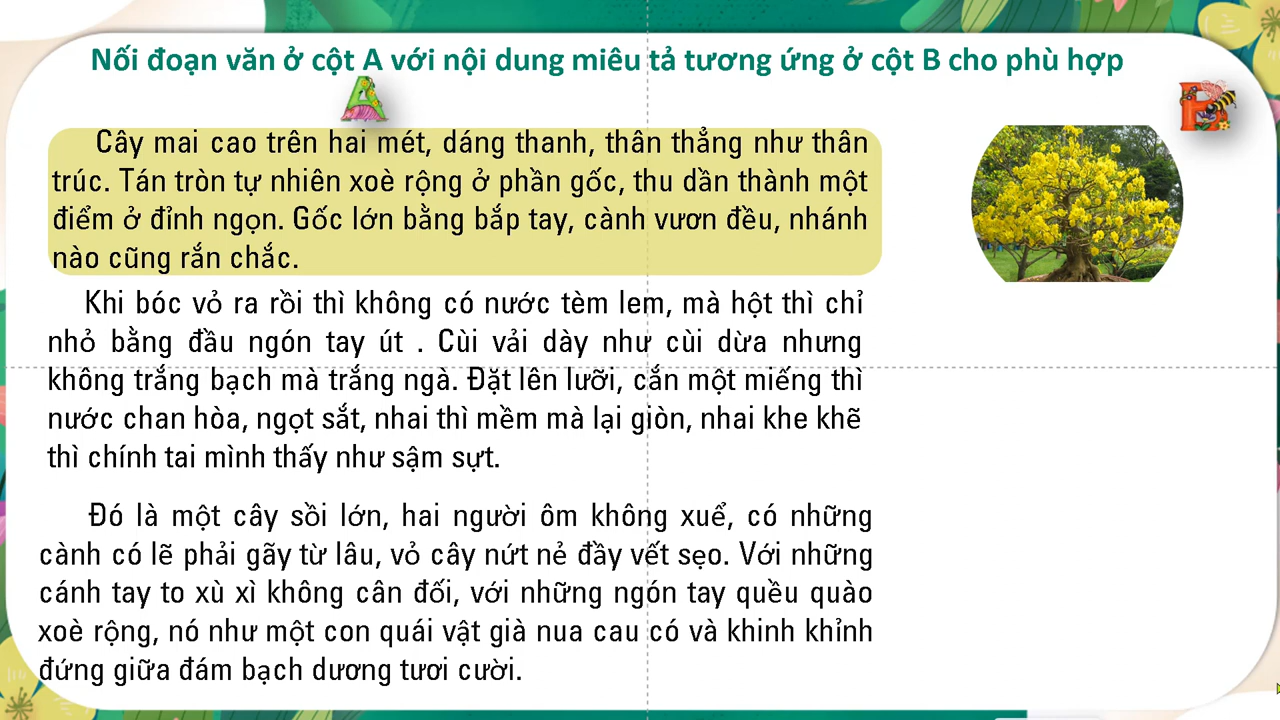 Nối đoạn văn ở cột A với nội dung miêu tả tương ứng ở cột B cho phù hợp
A
B
Cây mai cao trên hai mét, dáng thanh, thân thẳng như thân
trúc. Tán tròn tự nhiên xoè rộng ở phần gốc, thu dần thành một
điểm ở đỉnh ngọn. Gốc lớn bằng bắp tay, cành vươn đều, nhánh
nào cũng rắn chắc.
Khi bóc vỏ ra rồi thì không có nước tèm lem, mà hột thì chỉ
nhỏ bằng đầu ngón tay út . Cùi vải dày như cùi dừa nhưng
không trắng bạch mà trắng ngà. Đặt lên lưỡi, cắn một miếng thì
nước chan hòa, ngọt sắt, nhai thì mềm mà lại giòn, nhai khe khẽ
thì chính tai mình thấy như sậm sựt.
Đó là một cây sồi lớn, hai người ôm không xuể, có những
cành có lẽ phải gãy từ lâu, vỏ cây nứt nẻ đầy vết sẹo. Với những
cánh tay to xù xì không cân đối, với những ngón tay quều quào
xoè rộng, nó như một con quái vật già nua cau có và khinh khỉnh
đứng giữa đám bạch dương tươi cười.